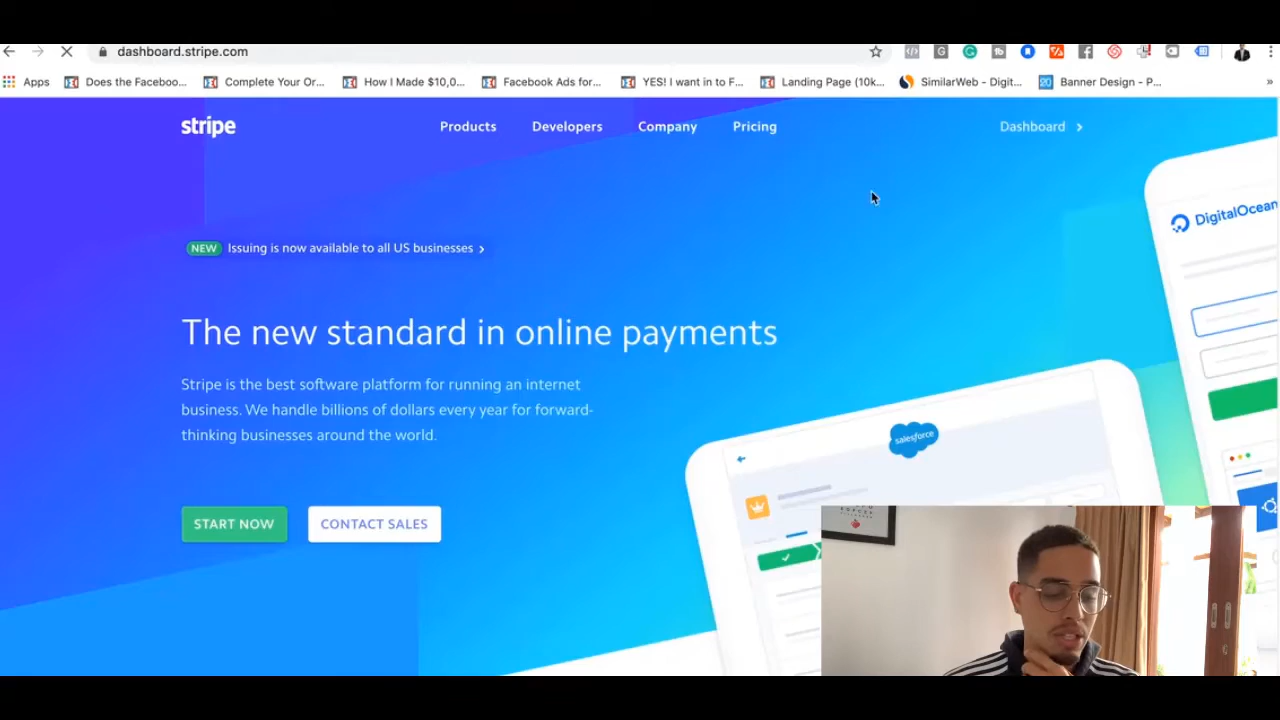 dashboard.stripe.com
Apps
Does the Faceboo...
Complete Your Or...
How I Made $10,0...
Facebook Ads for...
YES! I want in to F...
Landing Page (10k...
SimilarWeb - Digit...
Banner Design - P...
»
stripe
Products
Developers
Company
Pricing
Dashboard
DigitalOcean
NEW Issuing is now available to all US businesses
The new standard in online payments
Stripe is the best software platform for running an internet
business. We handle billions of dollars every year for forward-
thinking businesses around the world.
salesforce
START NOW
CONTACT SALES